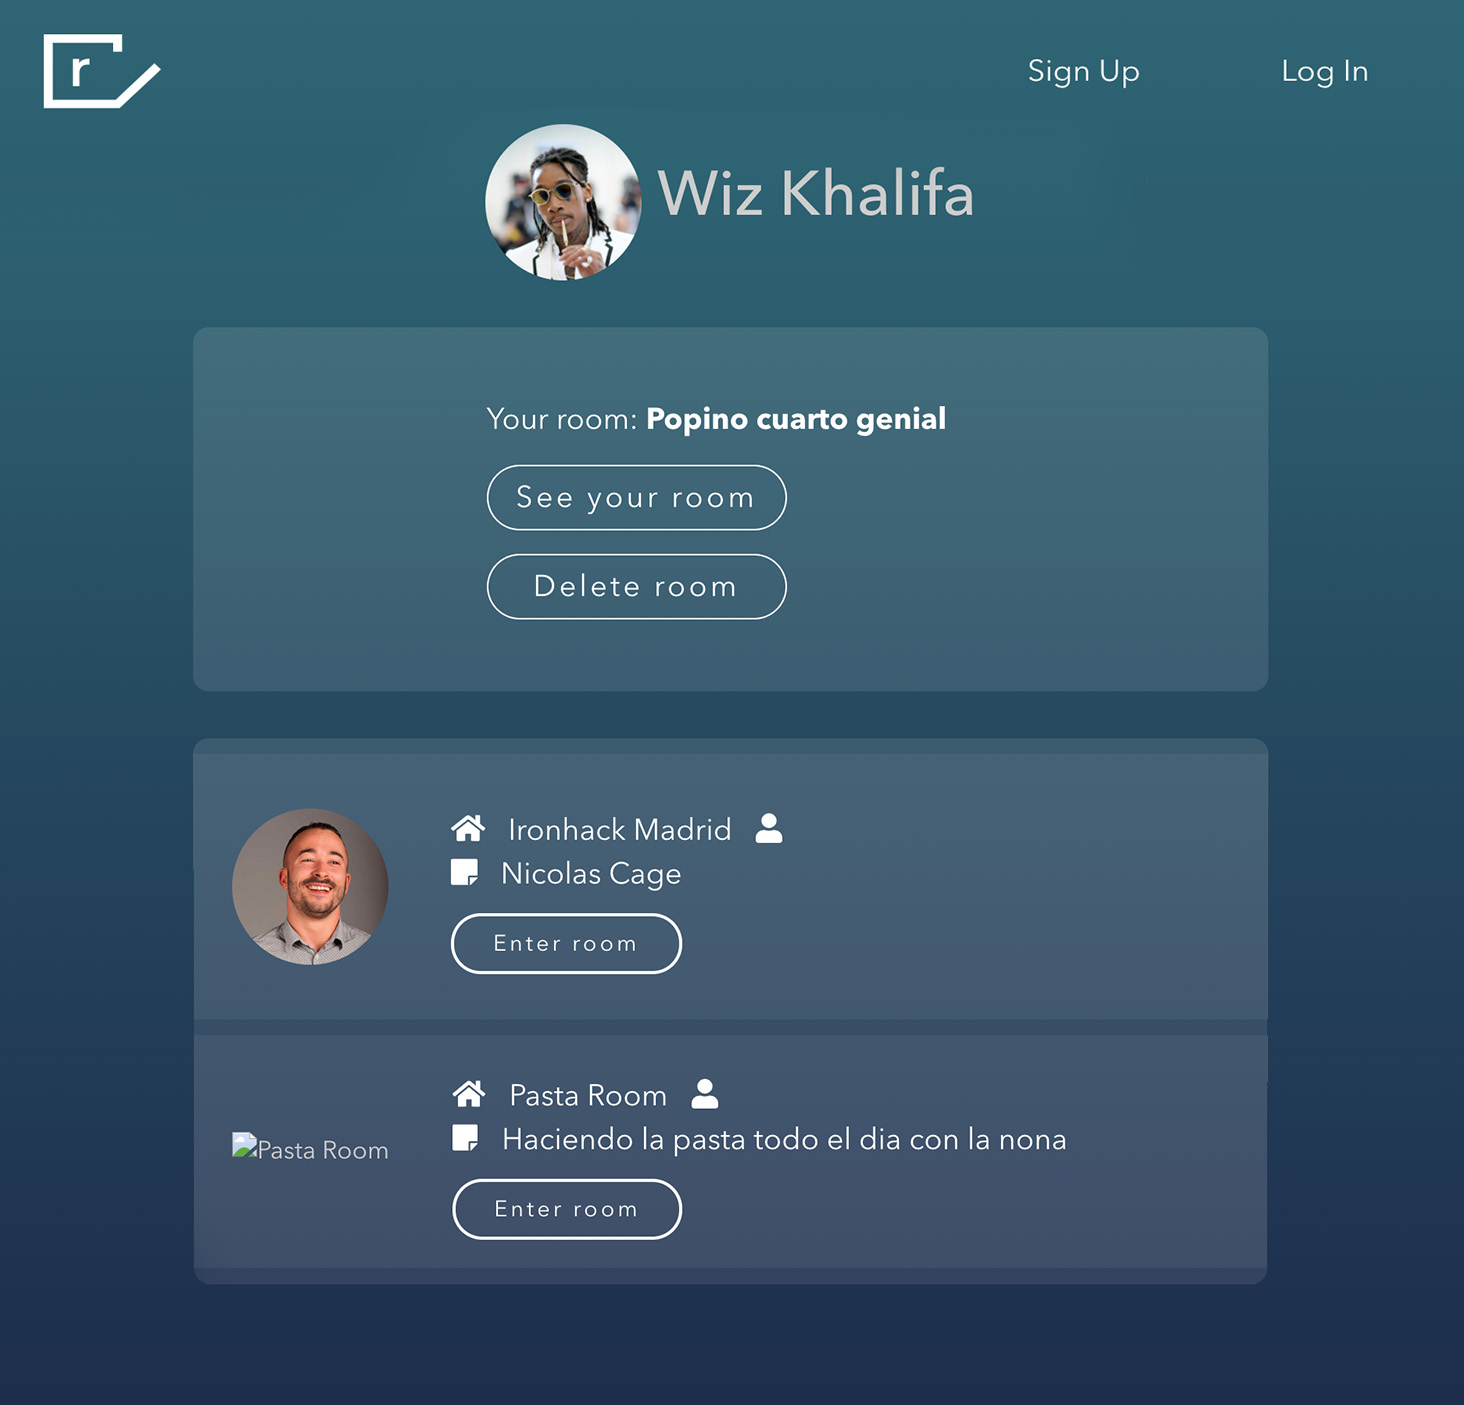 r
Sign Up
Log In
Wiz Khalifa
Your room: Popino cuarto genial
See your room
Delete room
Ironhack Madrid
Nicolas Cage
Enter room
Pasta Room
Pasta Room
Haciendo la pasta todo el dia con la nona
Enter room